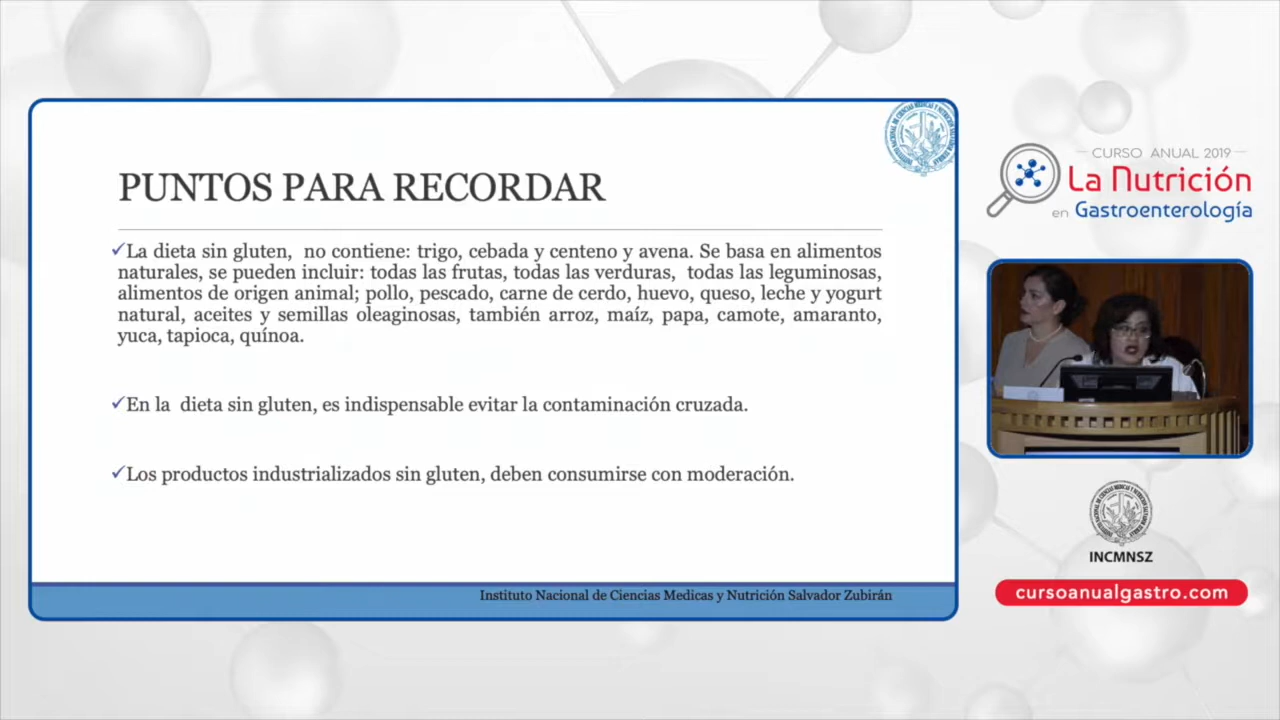 PUNTOS PARA RECORDAR
✓La dieta sin gluten, no contiene: trigo, cebada y centeno y avena. Se basa en alimentos
naturales, se pueden incluir: todas las frutas, todas las verduras, todas las leguminosas,
alimentos de origen animal; pollo, pescado, carne de cerdo, huevo, queso, leche y yogurt
natural, aceites y semillas oleaginosas, también arroz, maíz, papa, camote, amaranto,
yuca, tapioca, quínoa.
✓En la dieta sin gluten, es indispensable evitar la contaminación cruzada.
✓Los productos industrializados sin gluten, deben consumirse con moderación.
Instituto Nacional de Ciencias Medicas y Nutrición Salvador Zubirán
CURSO ANUAL 2019
La Nutrición
en Gastroenterología
INCMNSZ
cursoanualgastro.com